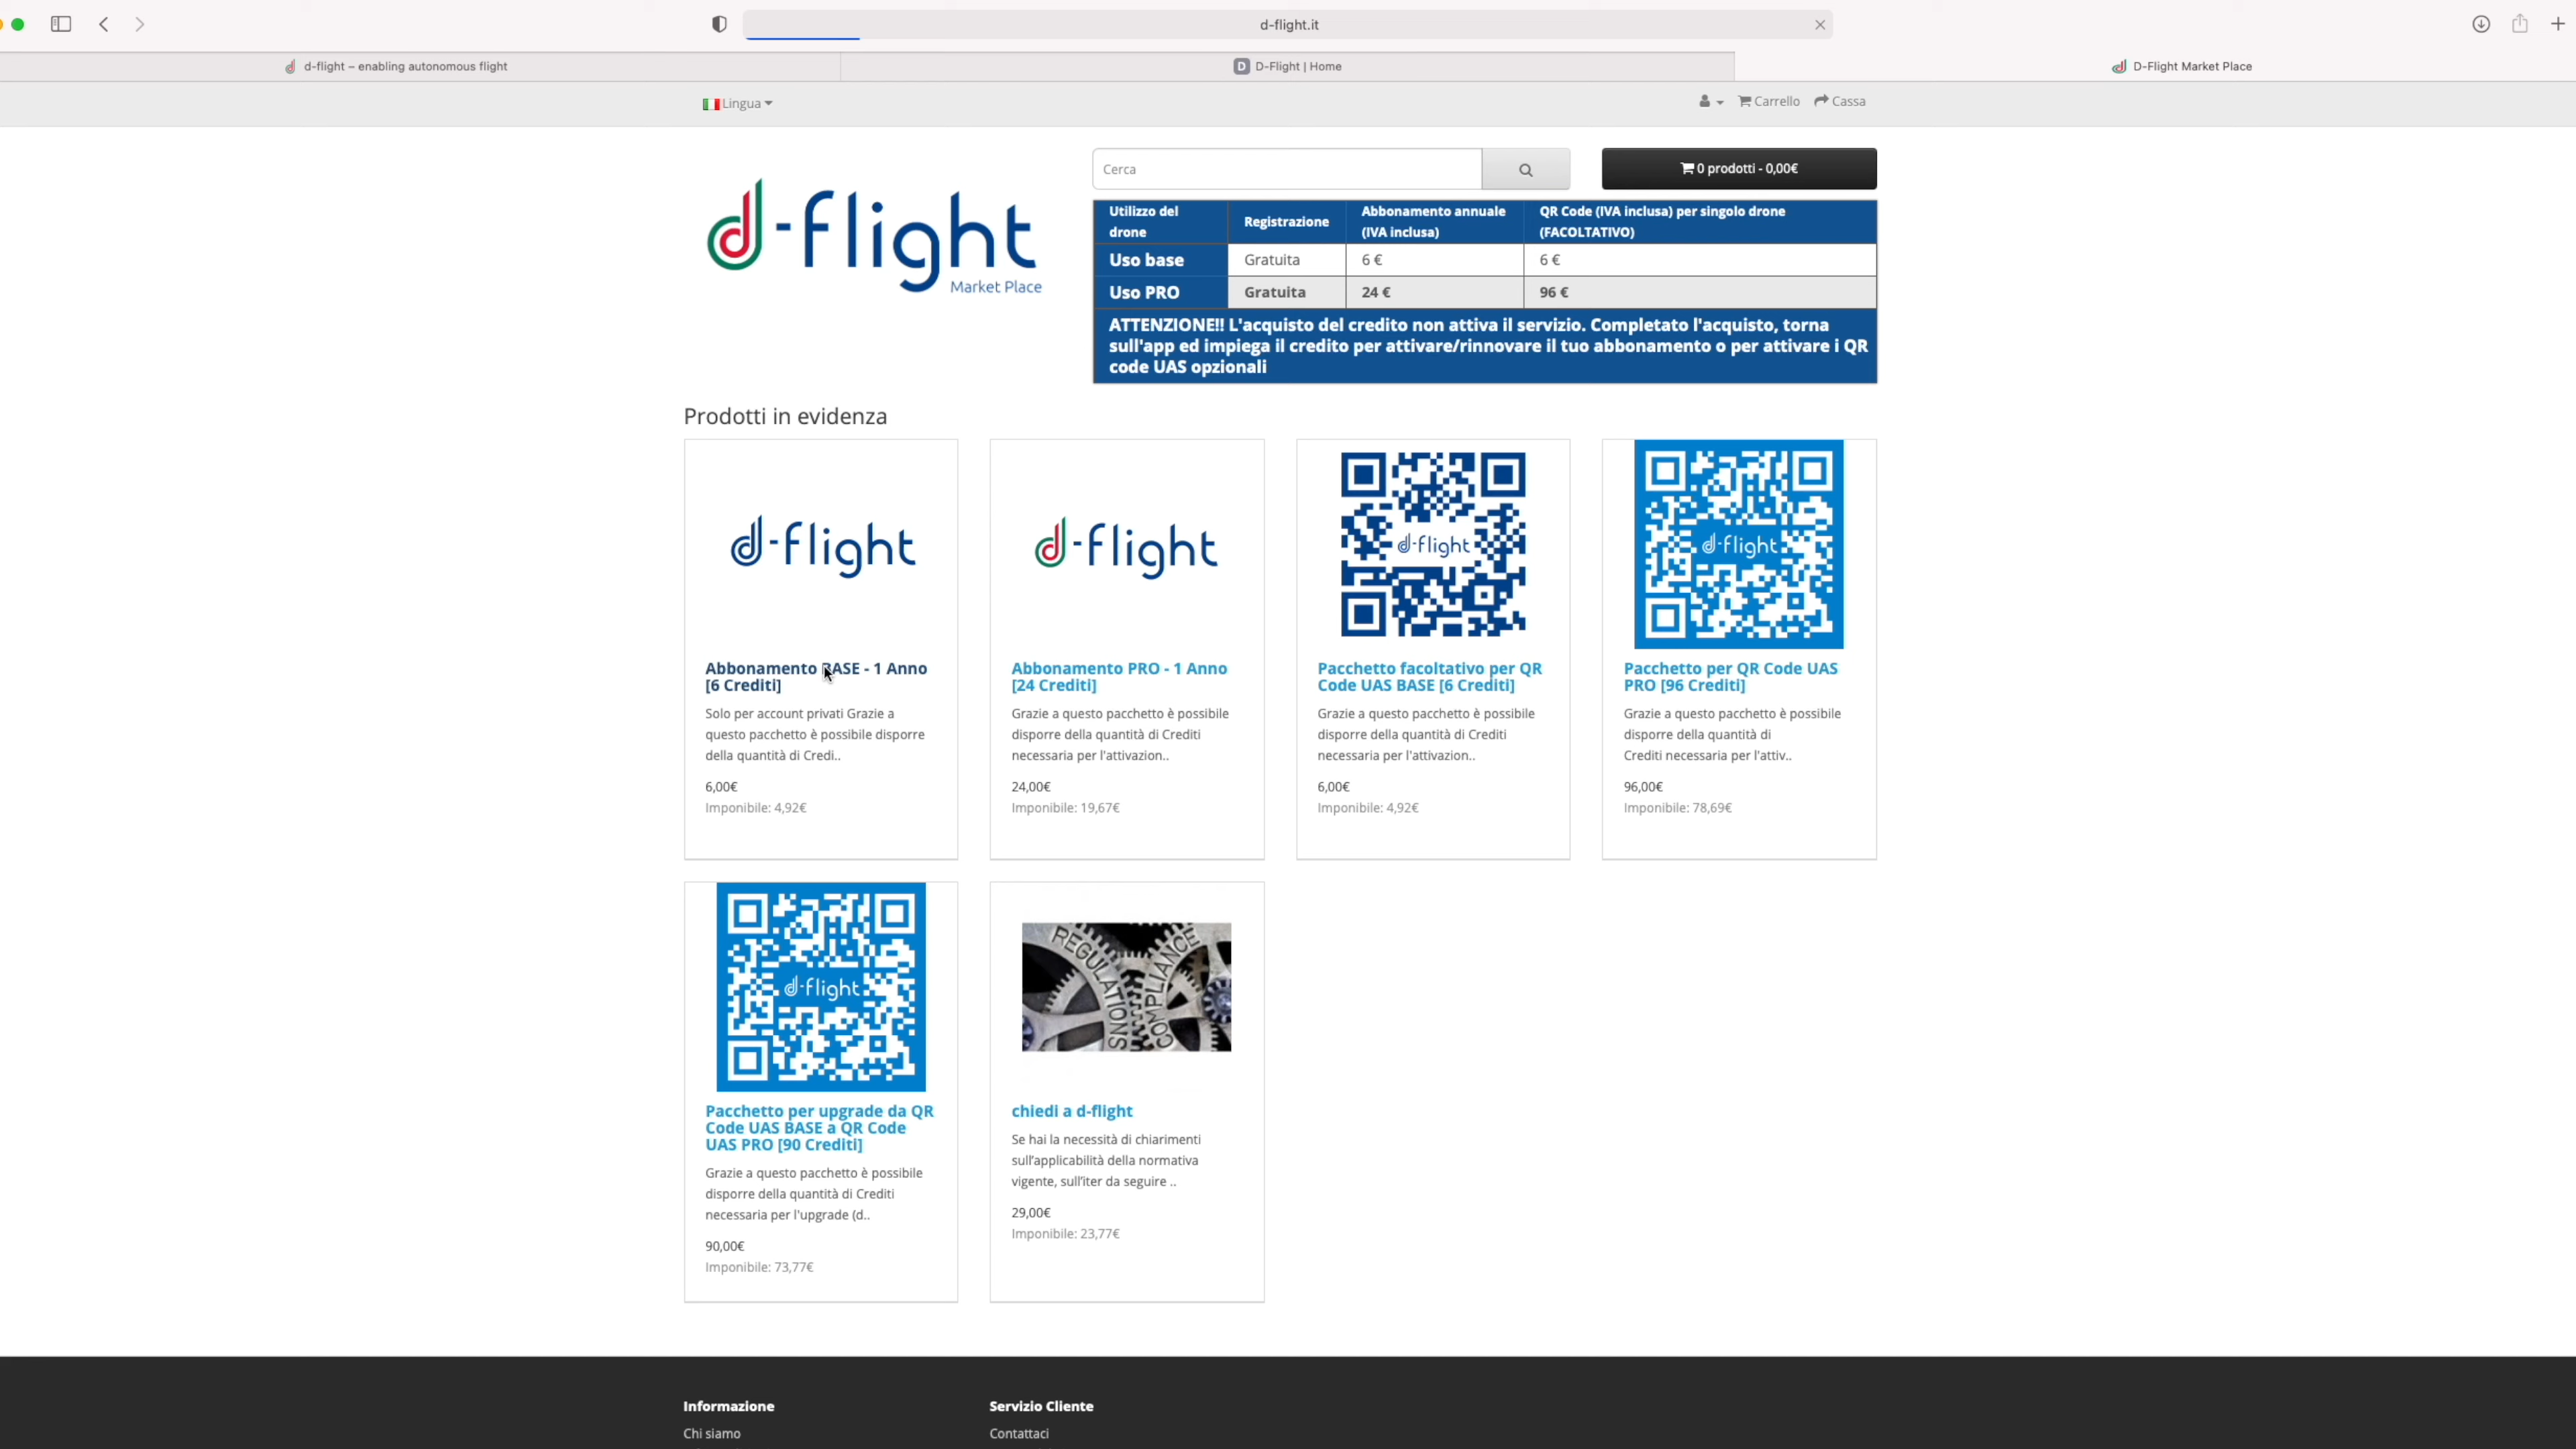 d-flight.it
d-flight – enabling autonomous flight
D-Flight | Home
D-Flight Market Place
Lingua
Carrello
Cassa
d-flight
Market Place
Cerca
0 prodotti - 0,00€
Utilizzo del
drone
Registrazione
Abbonamento annuale
(IVA inclusa)
QR Code (IVA inclusa) per singolo drone
(FACOLTATIVO)
Uso base
Gratuita
6 €
6 €
Uso PRO
Gratuita
24 €
96 €
ATTENZIONE!! L'acquisto del credito non attiva il servizio. Completato l'acquisto, torna
sull'app ed impiega il credito per attivare/rinnovare il tuo abbonamento o per attivare i QR
code UAS opzionali
Prodotti in evidenza
d-flight
Abbonamento BASE - 1 Anno
[6 Crediti]
Solo per account privati Grazie a
questo pacchetto è possibile disporre
della quantità di Credi..
6,00€
Imponibile: 4,92€
d-flight
Abbonamento PRO - 1 Anno
[24 Crediti]
Grazie a questo pacchetto è possibile
disporre della quantità di Crediti
necessaria per l'attivazion..
24,00€
Imponibile: 19,67€
d-flight
Pacchetto facoltativo per QR
Code UAS BASE [6 Crediti]
Grazie a questo pacchetto è possibile
disporre della quantità di Crediti
necessaria per l'attivazion..
6,00€
Imponibile: 4,92€
d-flight
Pacchetto per QR Code UAS
PRO [96 Crediti]
Grazie a questo pacchetto è possibile
disporre della quantità di
Crediti necessaria per l'attiv..
96,00€
Imponibile: 78,69€
d-flight
Pacchetto per upgrade da QR
Code UAS BASE a QR Code
UAS PRO [90 Crediti]
Grazie a questo pacchetto è possibile
disporre della quantità di Crediti
necessaria per l'upgrade (d..
90,00€
Imponibile: 73,77€
REGULATIONS
COMPLIANCE
chiedi a d-flight
Se hai la necessità di chiarimenti
sull'applicabilità della normativa
vigente, sull'iter da seguire ..
29,00€
Imponibile: 23,77€
Informazione
Chi siamo
Servizio Cliente
Contattaci